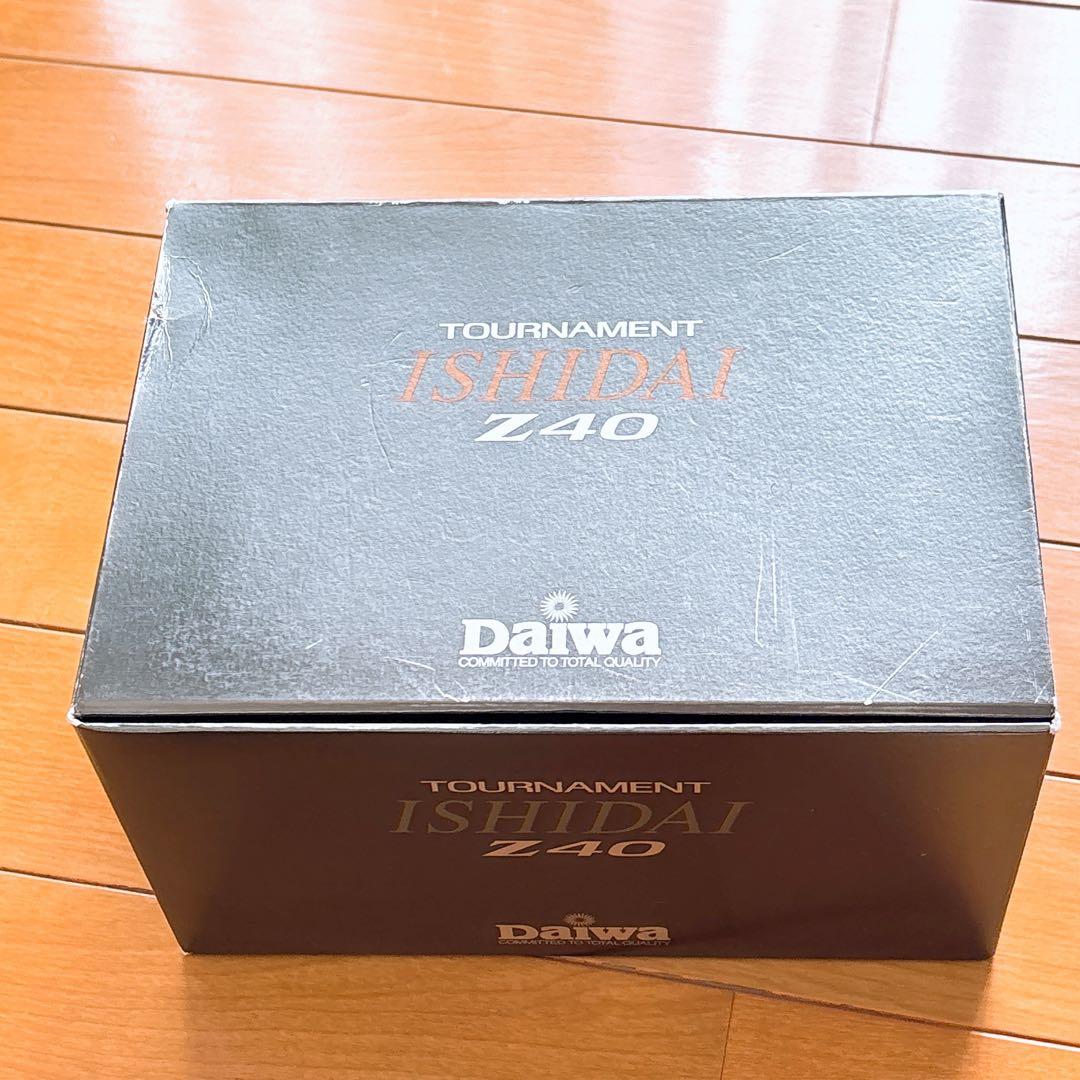 TOURNAMENT
ISHIDAI
Z40
Daiwa
COMMITTED TO TOTAL QUALITY
TOURNAMENT
ISHIDAI
Z40
Daiwa
COMMITTED TO TOTAL QUALITY